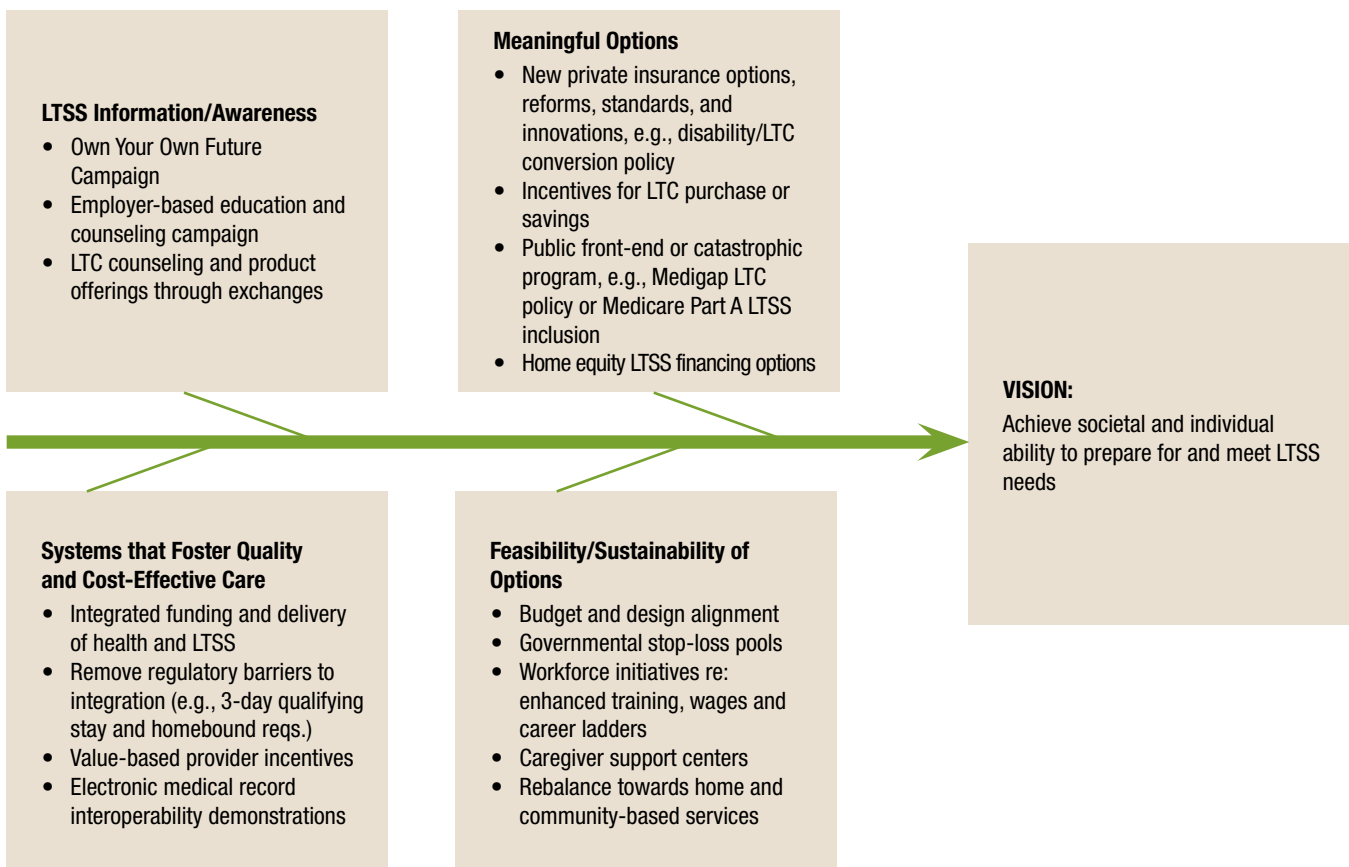 LTSS Information/Awareness
• Own Your Own Future
Campaign
• Employer-based education and
counseling campaign
• LTC counseling and product
offerings through exchanges
Meaningful Options
• New private insurance options,
reforms, standards, and
innovations, e.g., disability/LTC
conversion policy
• Incentives for LTC purchase or
savings
• Public front-end or catastrophic
program, e.g., Medigap LTC
policy or Medicare Part A LTSS
inclusion
• Home equity LTSS financing options
VISION:
Achieve societal and individual
ability to prepare for and meet LTSS
needs
Systems that Foster Quality
and Cost-Effective Care
• Integrated funding and delivery
of health and LTSS
• Remove regulatory barriers to
integration (e.g., 3-day qualifying
stay and homebound reqs.)
• Value-based provider incentives
• Electronic medical record
interoperability demonstrations
Feasibility/Sustainability of
Options
• Budget and design alignment
• Governmental stop-loss pools
• Workforce initiatives re:
enhanced training, wages and
career ladders
• Caregiver support centers
• Rebalance towards home and
community-based services